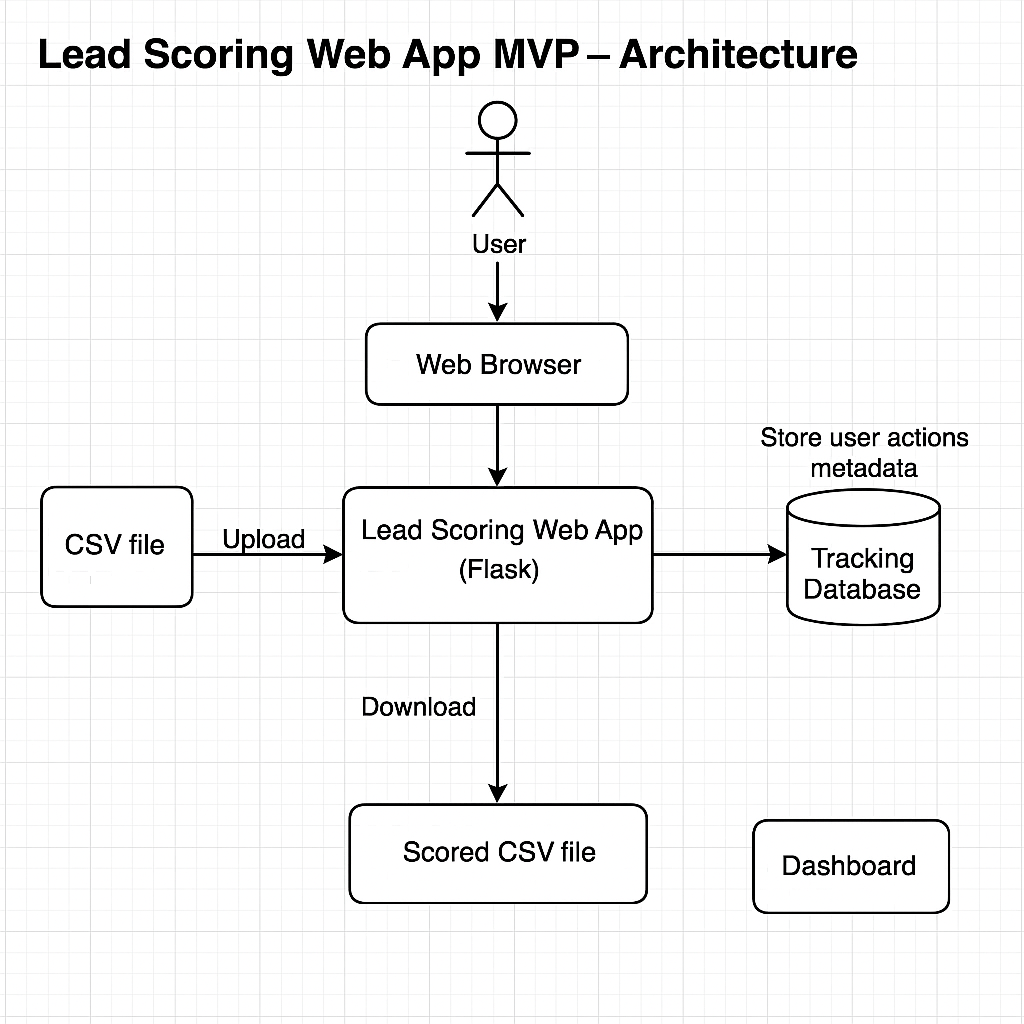 Lead Scoring Web App MVP – Architecture
User
Web Browser
Store user actions
metadata
CSV file
Upload
Lead Scoring Web App
(Flask)
Tracking
Database
Download
Scored CSV file
Dashboard